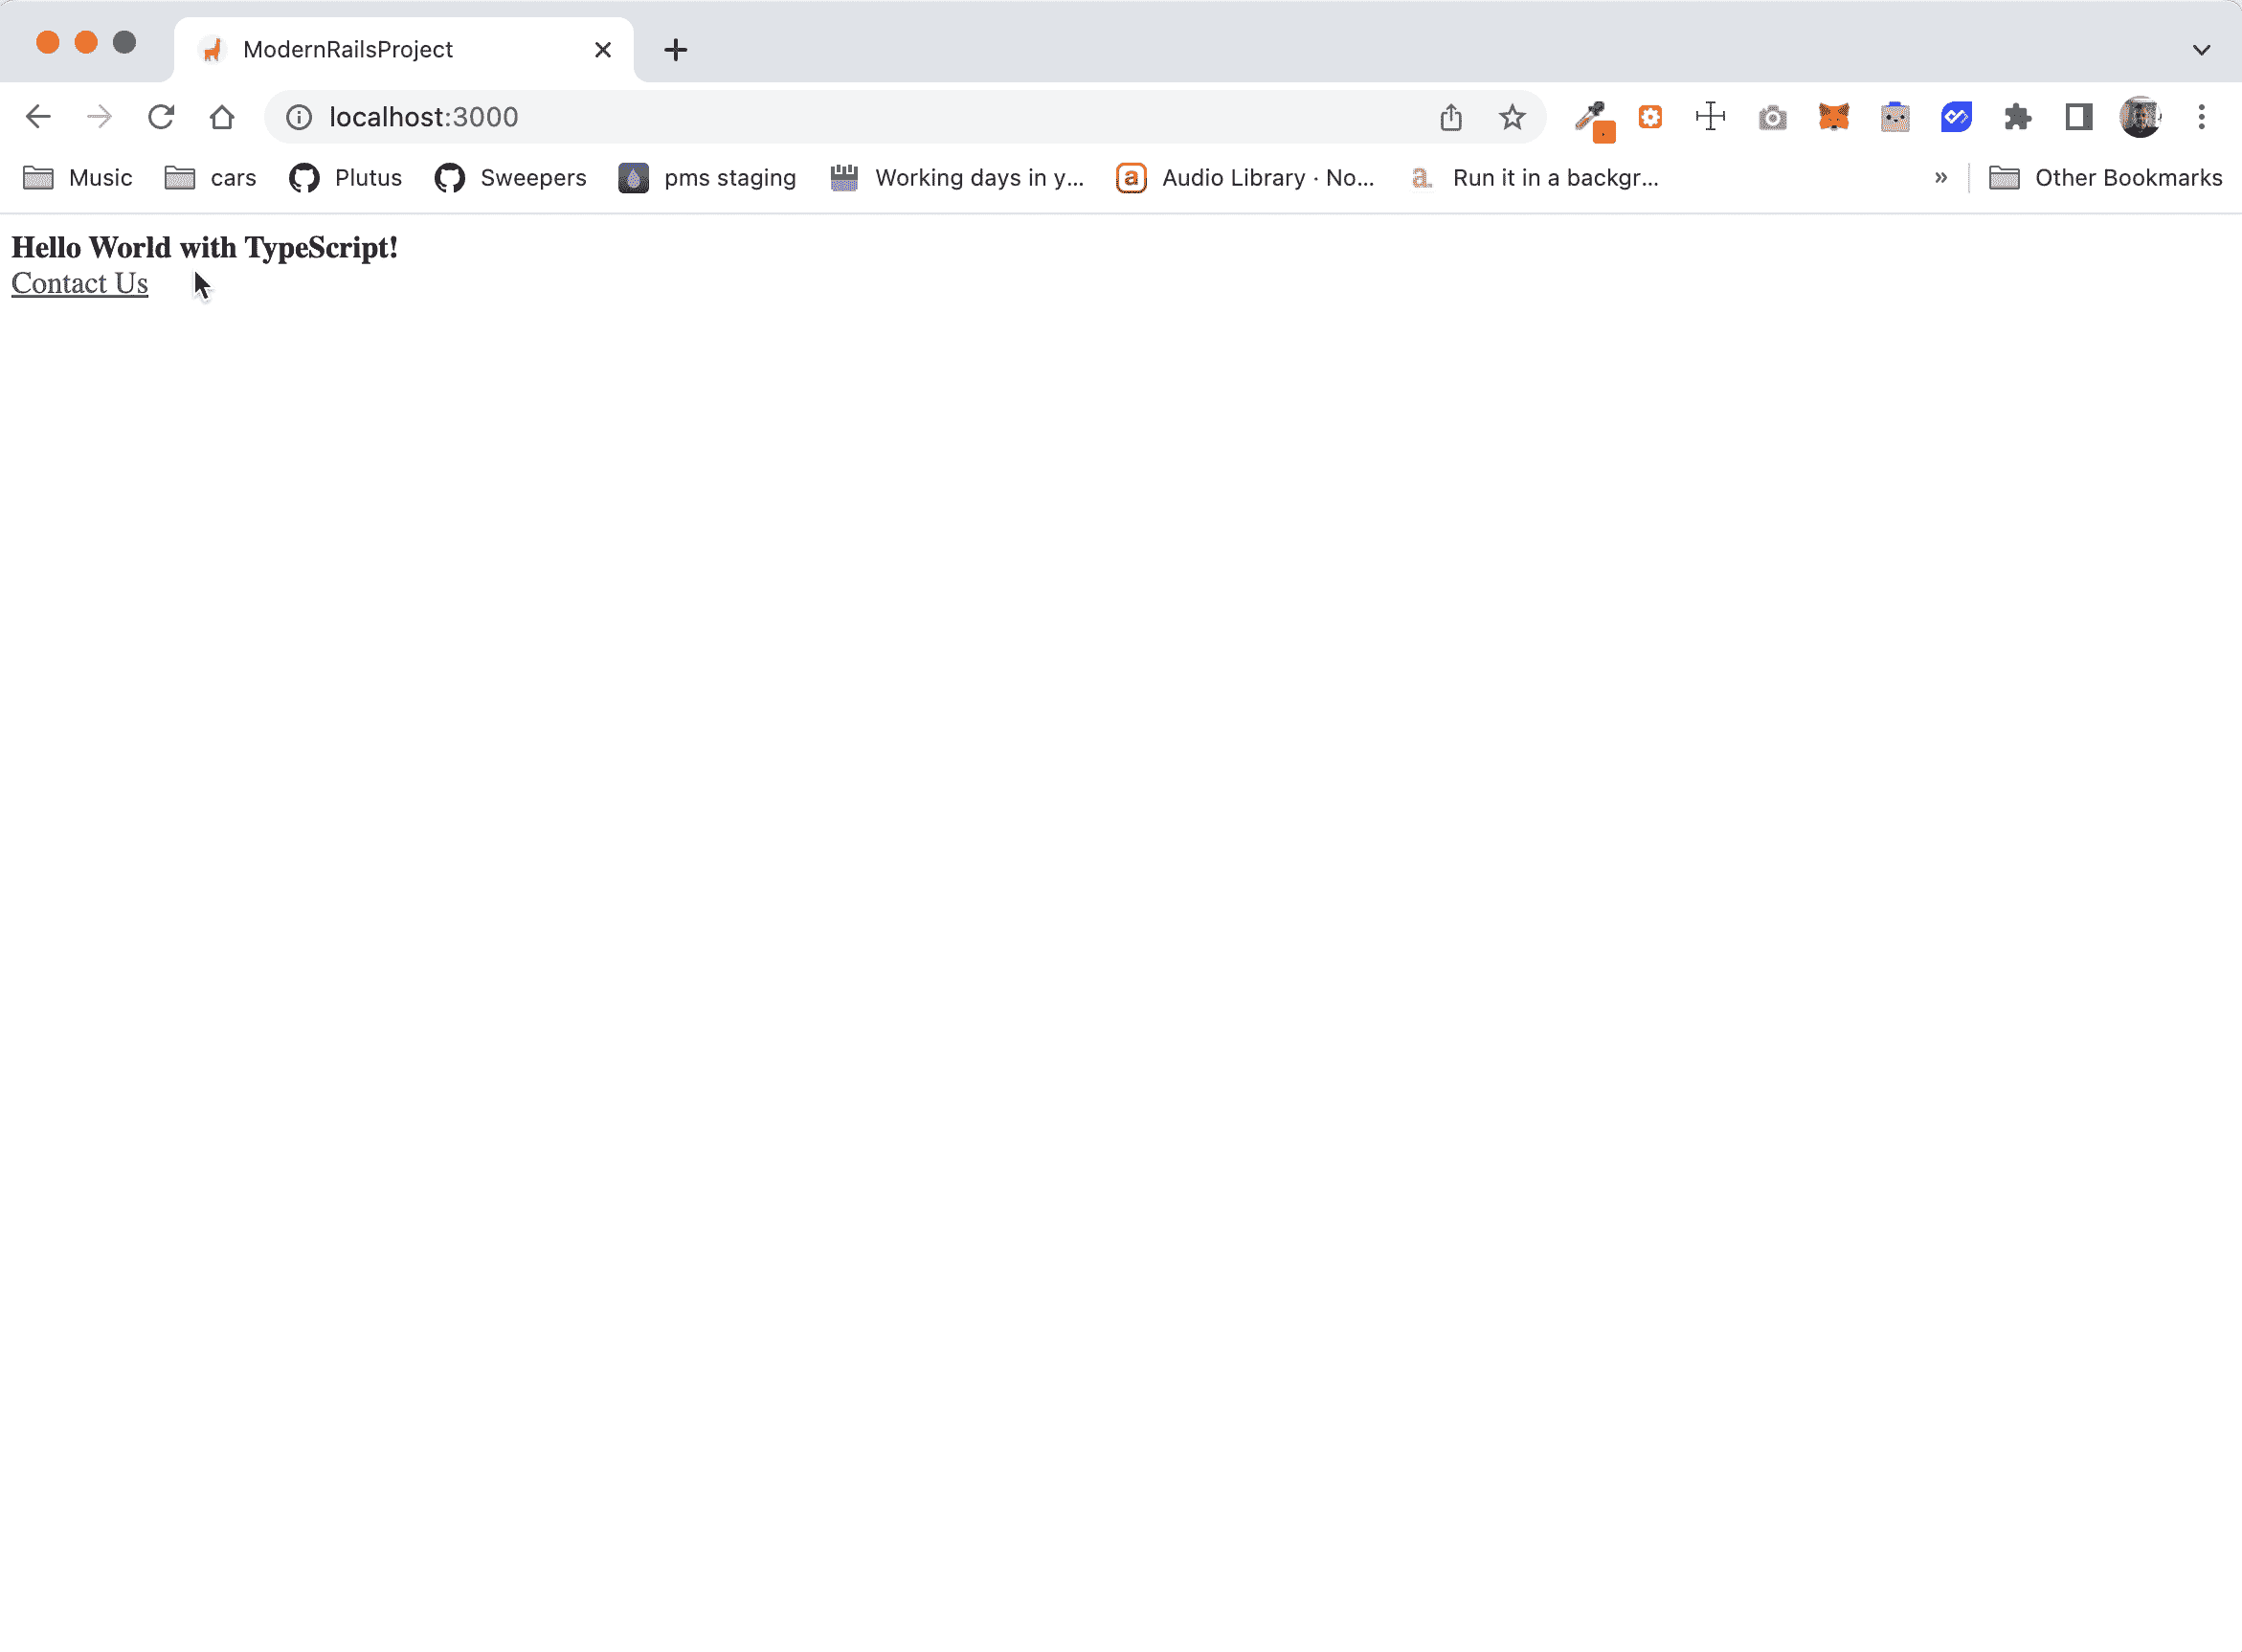 ModernRailsProject
localhost:3000
Music cars Plutus Sweepers pms staging Working days in y... Audio Library · No... Run it in a backgr... » Other Bookmarks
Hello World with TypeScript!
Contact Us